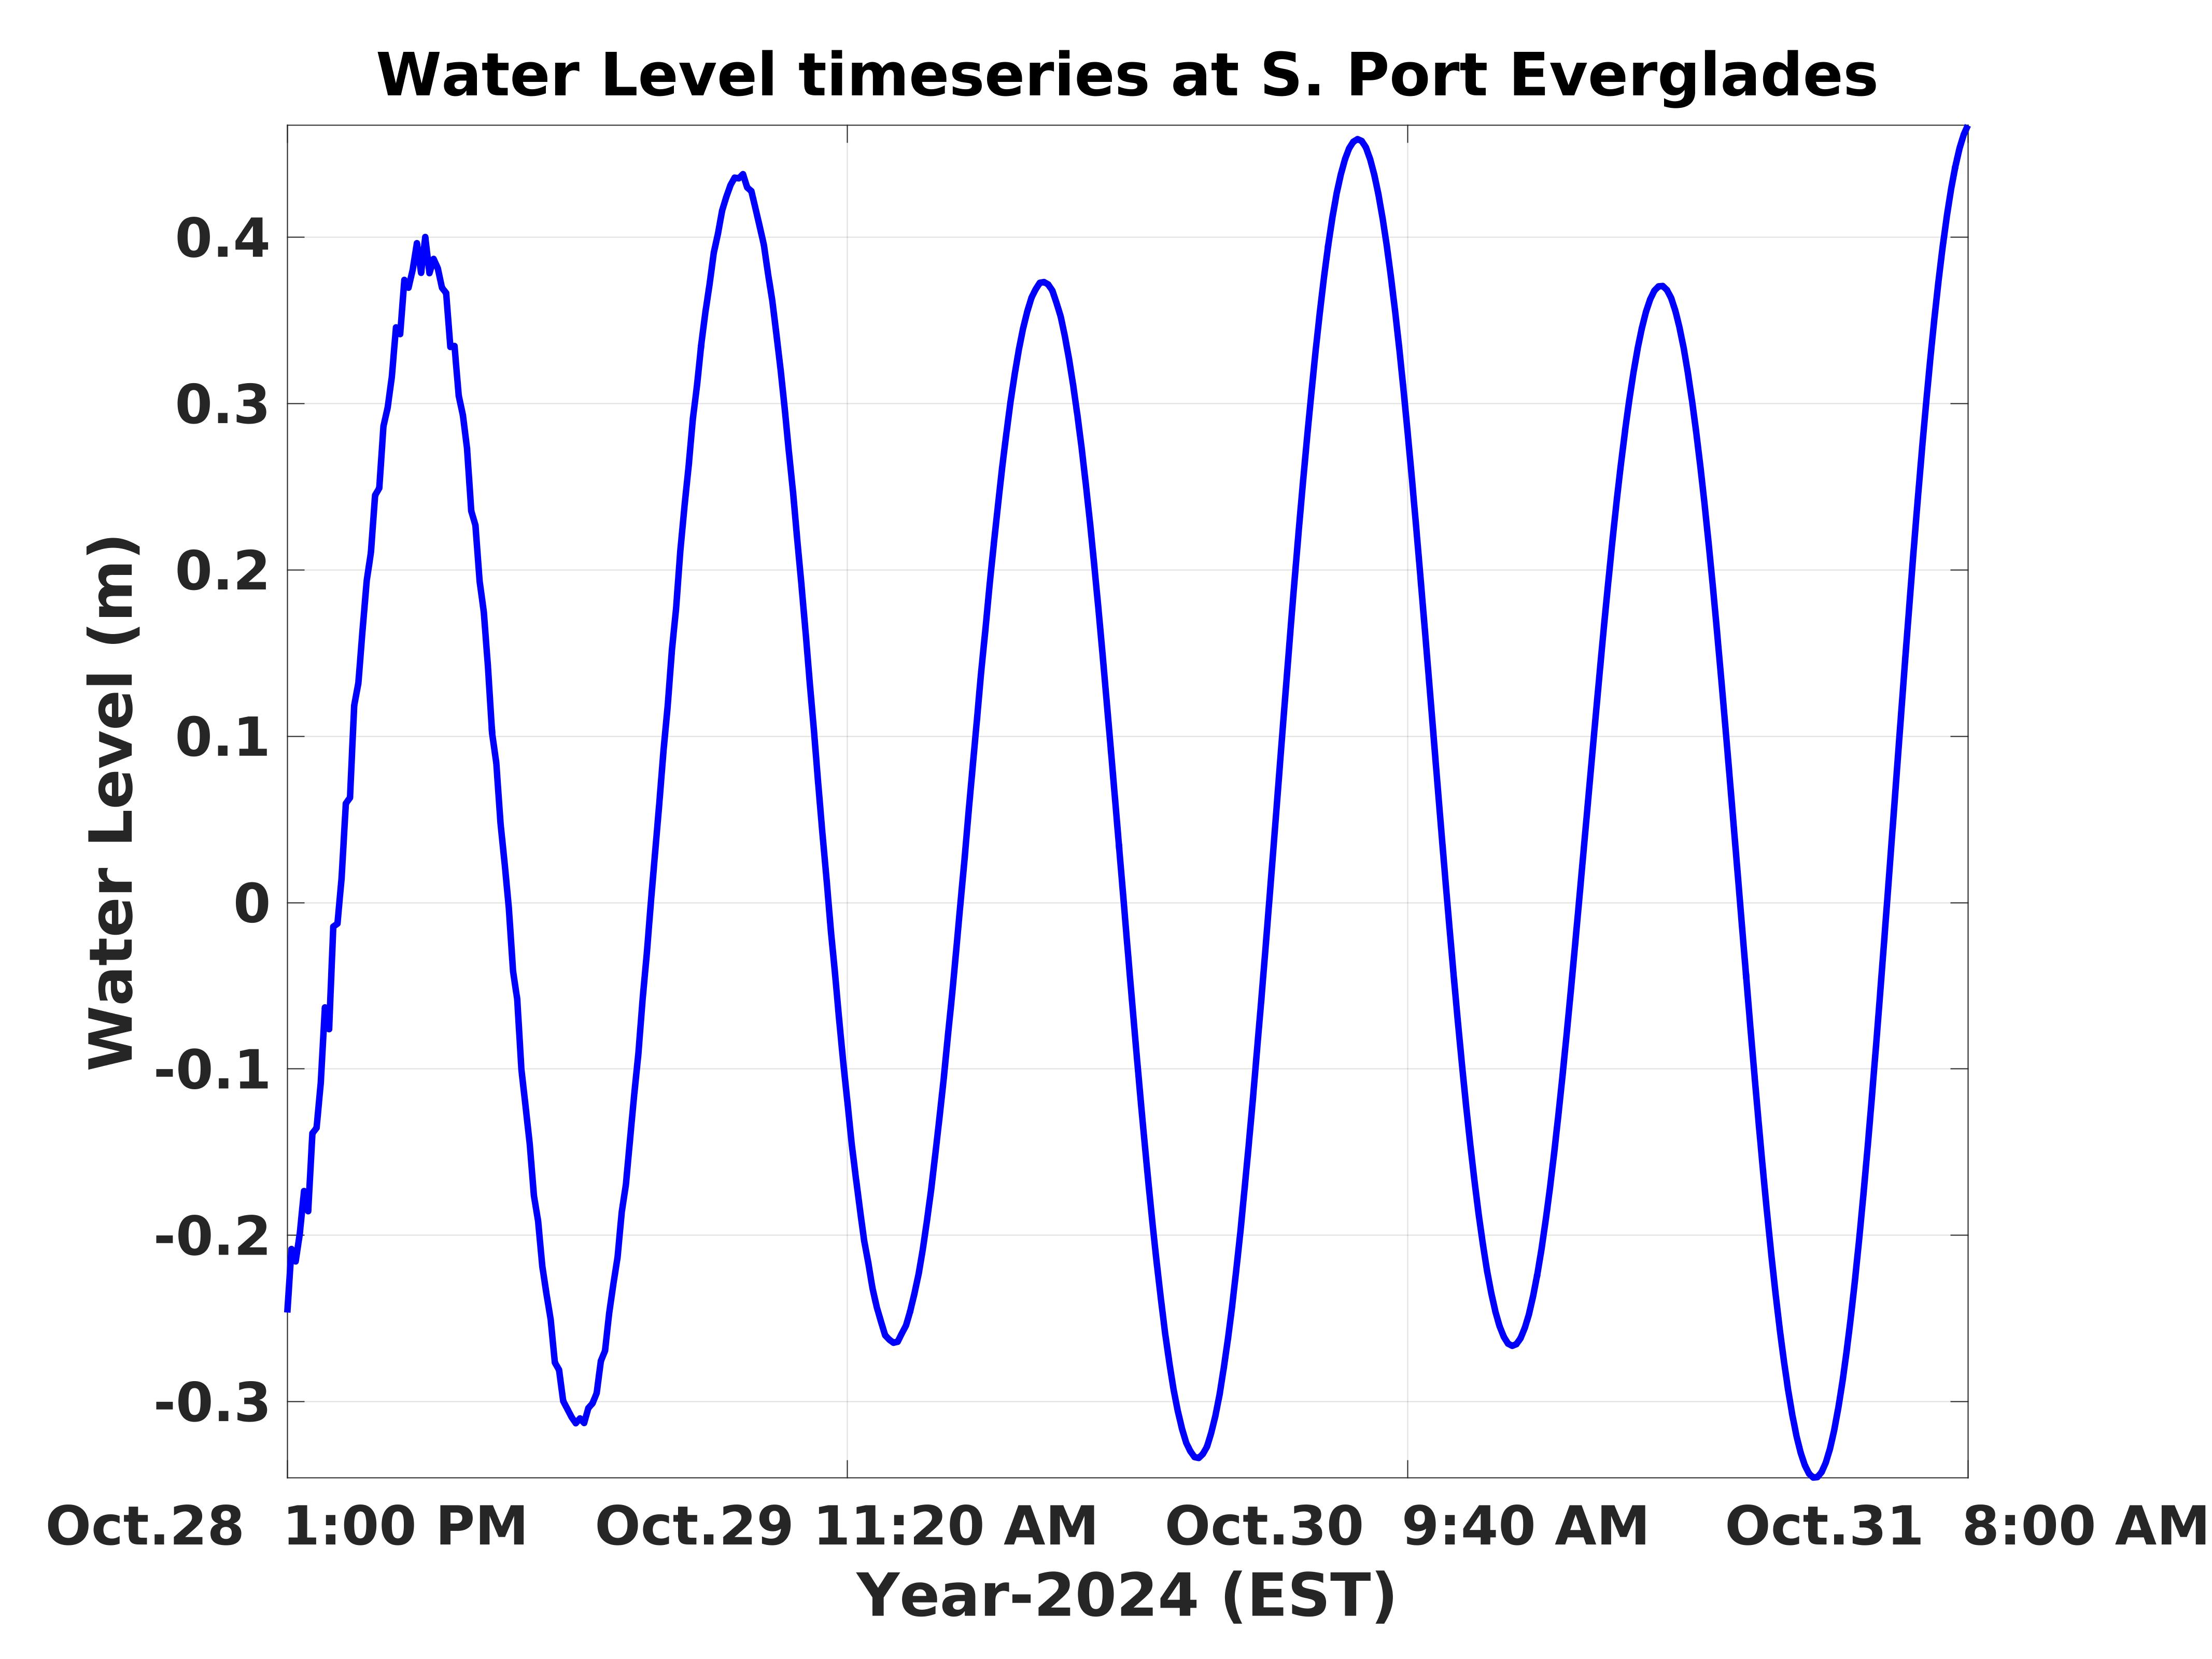 Water Level timeseries at S. Port Everglades
Water Level (m)
0.4
0.3
0.2
0.1
0
-0.1
-0.2
-0.3
Oct.28 1:00 PM Oct.29 11:20 AM Oct.30 9:40 AM Oct.31 8:00 AM
Year-2024 (EST)